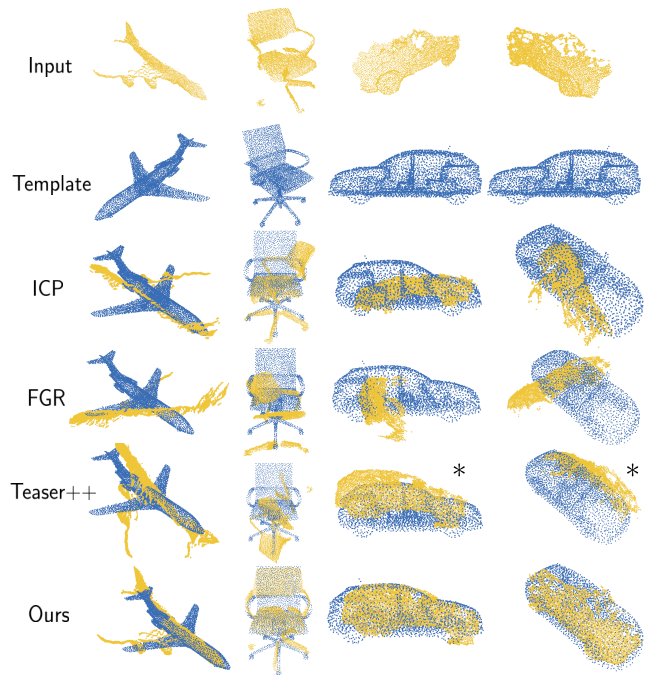 Input
Template
ICP
FGR
Teaser++
*
*
Ours